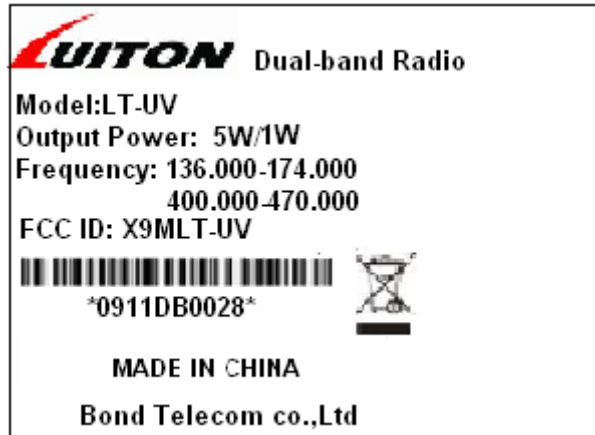 LUITON Dual-band Radio
Model:LT-UV
Output Power: 5W/1W
Frequency: 136.000-174.000
400.000-470.000
FCC ID: X9MLT-UV
*0911DB0028*
MADE IN CHINA
Bond Telecom co.,Ltd